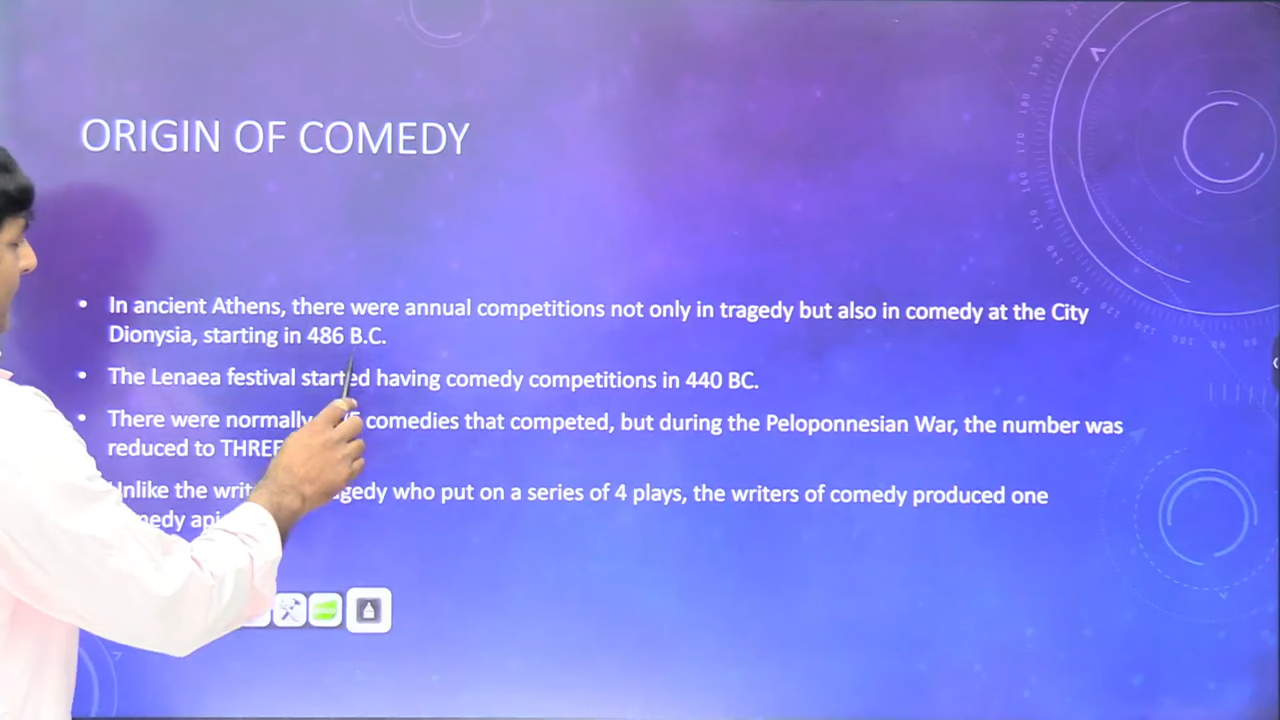 ORIGIN OF COMEDY
• In ancient Athens, there were annual competitions not only in tragedy but also in comedy at the City
Dionysia, starting in 486 B.C.
• The Lenaea festival started having comedy competitions in 440 BC.
• There were normally comedies that competed, but during the Peloponnesian War, the number was
reduced to THREE
Unlike the who put on a series of 4 plays, the writers of comedy produced one